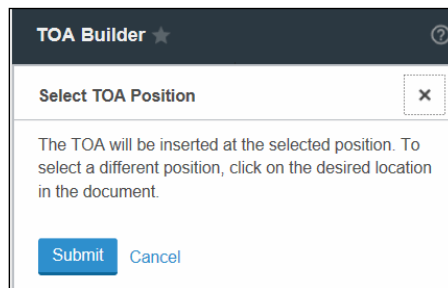 TOA Builder
Select TOA Position
The TOA will be inserted at the selected position. To
select a different position, click on the desired location
in the document.
Submit Cancel